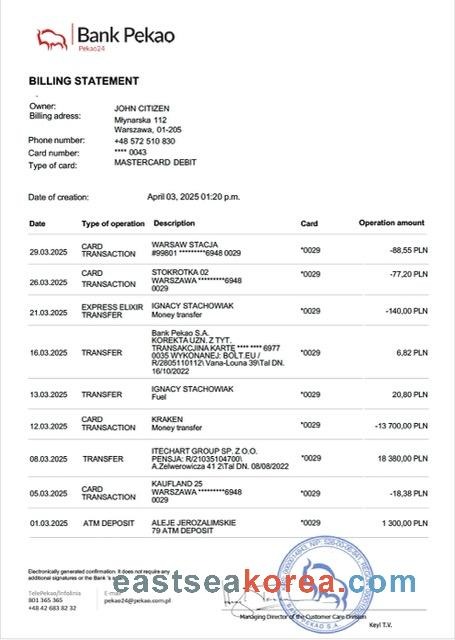 Bank Pekao
Pekao24
BILLING STATEMENT
Owner: JOHN CITIZEN
Billing adress: Młynarska 112
Warszawa, 01-205
Phone number: +48 572 510 830
Card number: **** 0043
Type of card: MASTERCARD DEBIT
Date of creation: April 03, 2025 01:20 p.m.
Date Type of operation Description Card Operation amount
29.03.2025 CARD TRANSACTION WARSAW STACJA *0029 -88,55 PLN
#99601 *********6948 0029
26.03.2025 CARD TRANSACTION STOKROTKA 02 *0029 -77,20 PLN
WARSZAWA *********6948
0029
21.03.2025 EXPRESS ELIXIR TRANSFER IGNACY STACHOWIAK *0029 -140,00 PLN
Money transfer
16.03.2025 TRANSFER Bank Pekao S.A. *0029 6,82 PLN
KOREKTA UZN. Z TYT.
TRANSAKCJINA KARTE **** **** 6977
0035 WYKONANEJ: BOLT.EU /
R/2805110112\ Vana-Louna 39\Tal DN.
16/10/2022
13.03.2025 TRANSFER IGNACY STACHOWIAK *0029 20,80 PLN
Fuel
12.03.2025 CARD TRANSACTION KRAKEN *0029 -13 700,00 PLN
Money transfer
08.03.2025 TRANSFER ITECHART GROUP SP. Z O.O. *0029 18 380,00 PLN
PENSJA: R/21035104700\
A.Zelwerowicza 41 2\Tal DN. 08/08/2022
05.03.2025 CARD TRANSACTION KAUFLAND 25 *0029 -18,38 PLN
WARSZAWA *********6948
0029
01.03.2025 ATM DEPOSIT ALEJE JEROZALIMSKIE *0029 1 300,00 PLN
79 ATM DEPOSIT
Electronically generated confirmation. It does not require any
additional signatures or the Bank's
eastseakorea.com
TelePekao/Infolinia E-mail
801 365 365 pekao24@pekao.com.pl
+48 42 683 82 32
Managing Director of the Customer Care Division
Keyl T.V.